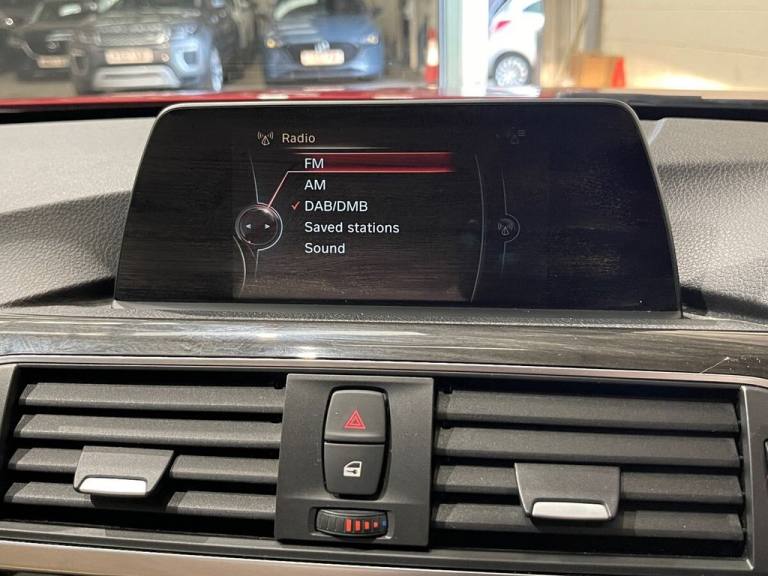 Radio
FM
AM
✓ DAB/DMB
Saved stations
Sound